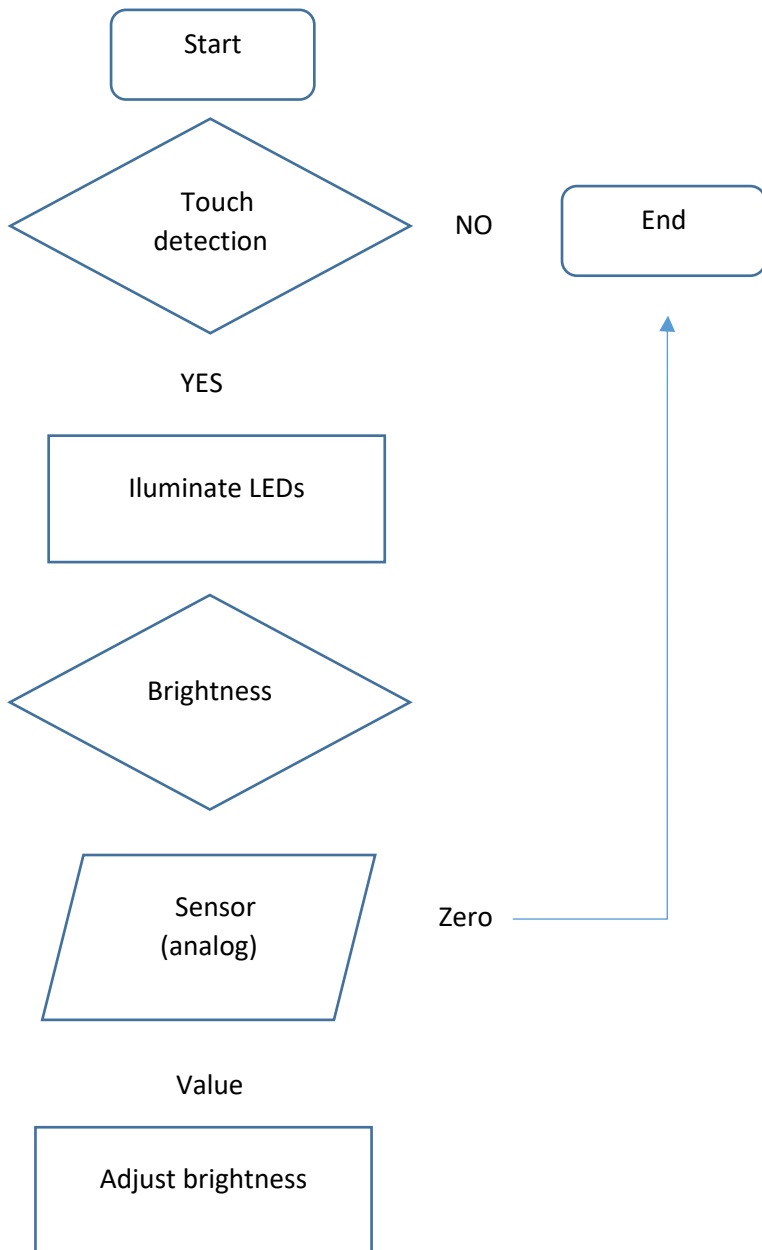 Start
Touch
detection
NO
End
YES
Iluminate LEDs
Brightness
Sensor
(analog)
Zero
Value
Adjust brightness